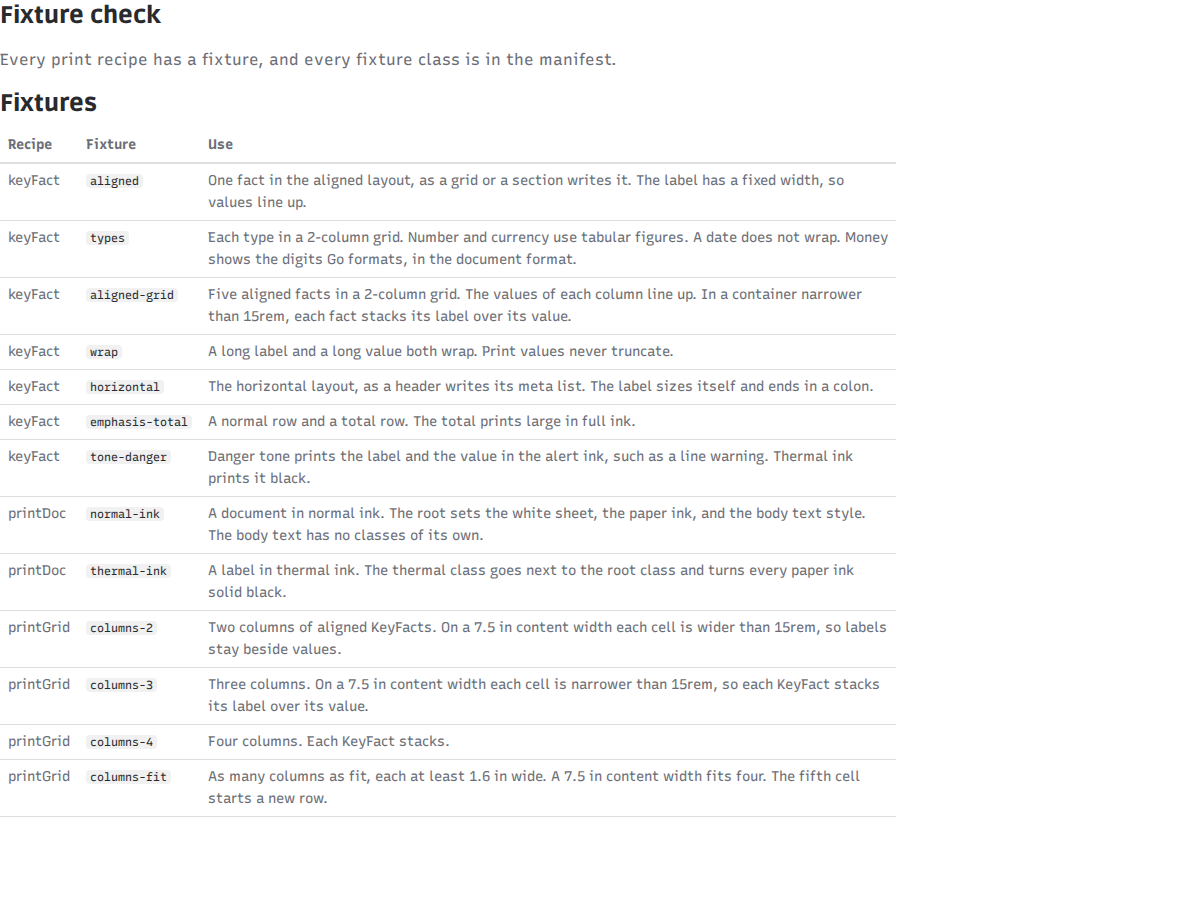 Fixture check
Every print recipe has a fixture, and every fixture class is in the manifest.
Fixtures
Recipe Fixture Use
keyFact aligned One fact in the aligned layout, as a grid or a section writes it. The label has a fixed width, so
values line up.
keyFact types Each type in a 2-column grid. Number and currency use tabular figures. A date does not wrap. Money
shows the digits Go formats, in the document format.
keyFact aligned-grid Five aligned facts in a 2-column grid. The values of each column line up. In a container narrower
than 15rem, each fact stacks its label over its value.
keyFact wrap A long label and a long value both wrap. Print values never truncate.
keyFact horizontal The horizontal layout, as a header writes its meta list. The label sizes itself and ends in a colon.
keyFact emphasis-total A normal row and a total row. The total prints large in full ink.
keyFact tone-danger Danger tone prints the label and the value in the alert ink, such as a line warning. Thermal ink
prints it black.
printDoc normal-ink A document in normal ink. The root sets the white sheet, the paper ink, and the body text style.
The body text has no classes of its own.
printDoc thermal-ink A label in thermal ink. The thermal class goes next to the root class and turns every paper ink
solid black.
printGrid columns-2 Two columns of aligned KeyFacts. On a 7.5 in content width each cell is wider than 15rem, so labels
stay beside values.
printGrid columns-3 Three columns. On a 7.5 in content width each cell is narrower than 15rem, so each KeyFact stacks
its label over its value.
printGrid columns-4 Four columns. Each KeyFact stacks.
printGrid columns-fit As many columns as fit, each at least 1.6 in wide. A 7.5 in content width fits four. The fifth cell
starts a new row.